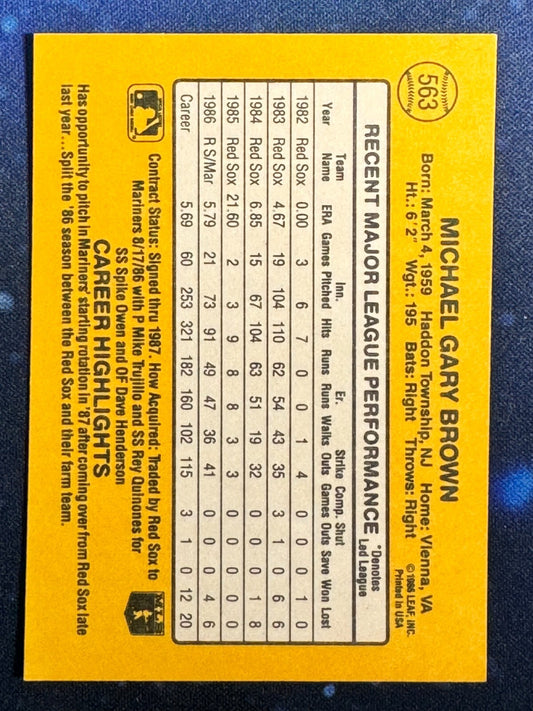 563
MICHAEL GARY BROWN
Born: March 4, 1959 Haddon Township, NJ Home: Vienna, VA
Ht.: 6'2" Wgt.: 195 Bats: Right Throws: Right
©1986 LEAF, INC.
Printed in USA
RECENT MAJOR LEAGUE PERFORMANCE
*Denotes
Led League
Team Inn. Er. Strike Comp. Shut
Year Name ERA Games Pitched Hits Runs Runs Walks Outs Games Outs Save Won Lost
1982 Red Sox 0.00 3 6 7 0 0 1 4 0 0 0 1 0
1983 Red Sox 4.67 19 104 110 62 54 43 35 3 1 0 6 6
1984 Red Sox 6.85 15 67 104 63 51 19 32 0 0 0 1 8
1985 Red Sox 21.60 2 3 9 8 8 3 3 0 0 0 0 0
1986 RS/Mar 5.79 21 73 91 49 47 36 41 0 0 0 4 6
Career 5.69 60 253 321 182 160 102 115 3 1 0 12 20
Contract Status: Signed thru 1987. How Acquired: Traded by Red Sox to
Mariners 8/17/86 with P Mike Trujillo and SS Rey Quinones for
SS Spike Owen and OF Dave Henderson
CAREER HIGHLIGHTS
Has opportunity to pitch in Mariners' starting rotation in '87 after coming over from Red Sox late
last year...Split the '86 season between the Red Sox and their farm team.